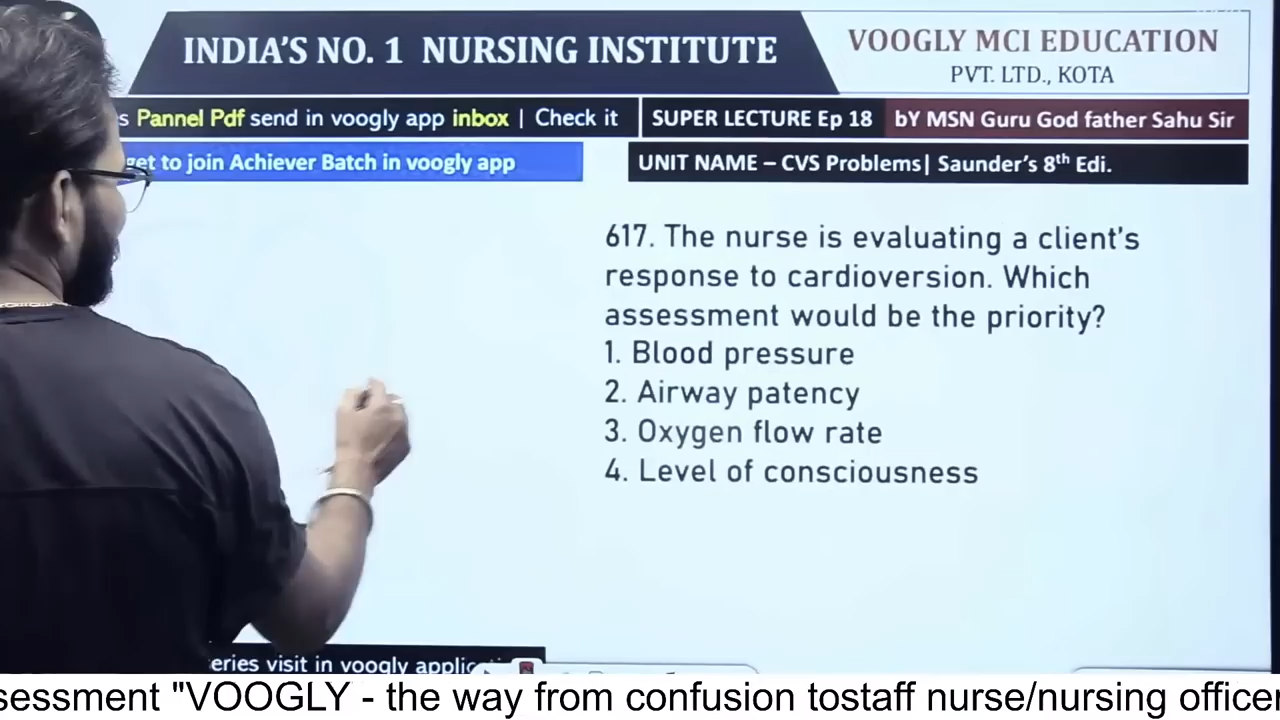 INDIA'S NO. 1 NURSING INSTITUTE
VOOGLY MCI EDUCATION
PVT. LTD., KOTA
s Pannel Pdf send in voogly app inbox | Check it
SUPER LECTURE Ep 18
bY MSN Guru God father Sahu Sir
get to join Achiever Batch in voogly app
UNIT NAME – CVS Problems| Saunder's 8th Edi.
617. The nurse is evaluating a client's
response to cardioversion. Which
assessment would be the priority?
1. Blood pressure
2. Airway patency
3. Oxygen flow rate
4. Level of consciousness
eries visit in voogly applic
sessment "VOOGLY - the way from confusion tostaff nurse/nursing officer